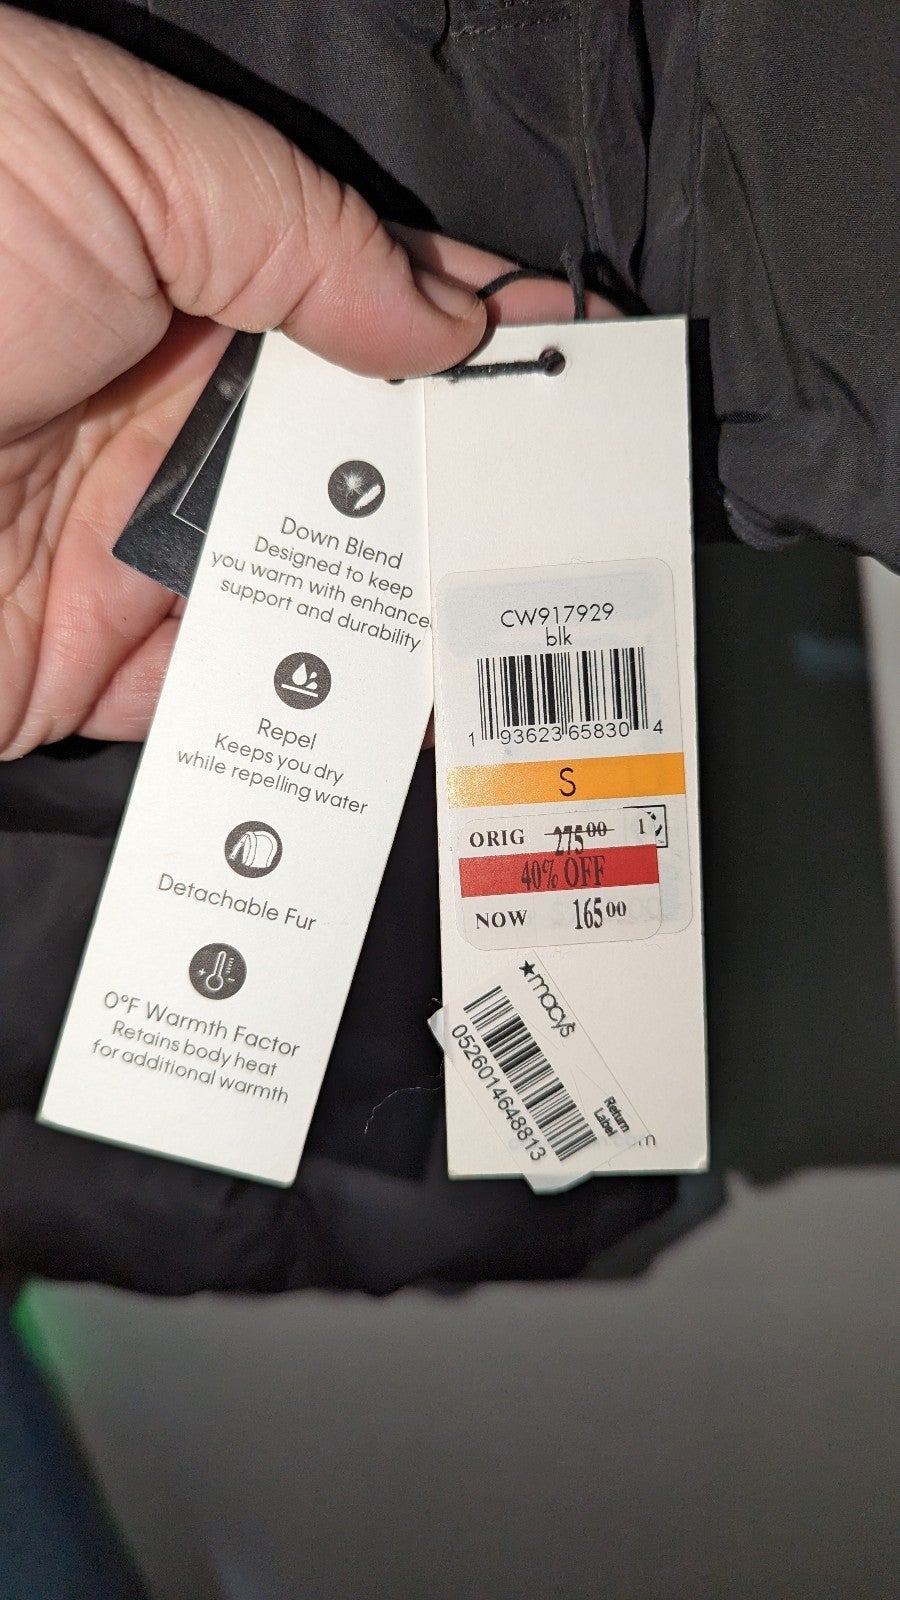 Down Blend
Designed to keep
you warm with enhance
support and durability
Repel
Keeps you dry
while repelling water
Detachable Fur
0°F Warmth Factor
Retains body heat
for additional warmth
CW917929
blk
1 93623 65830 4
S
ORIG 275 00 1
40% OFF
NOW 165 00
★macy's
0526014648813
Return
Label